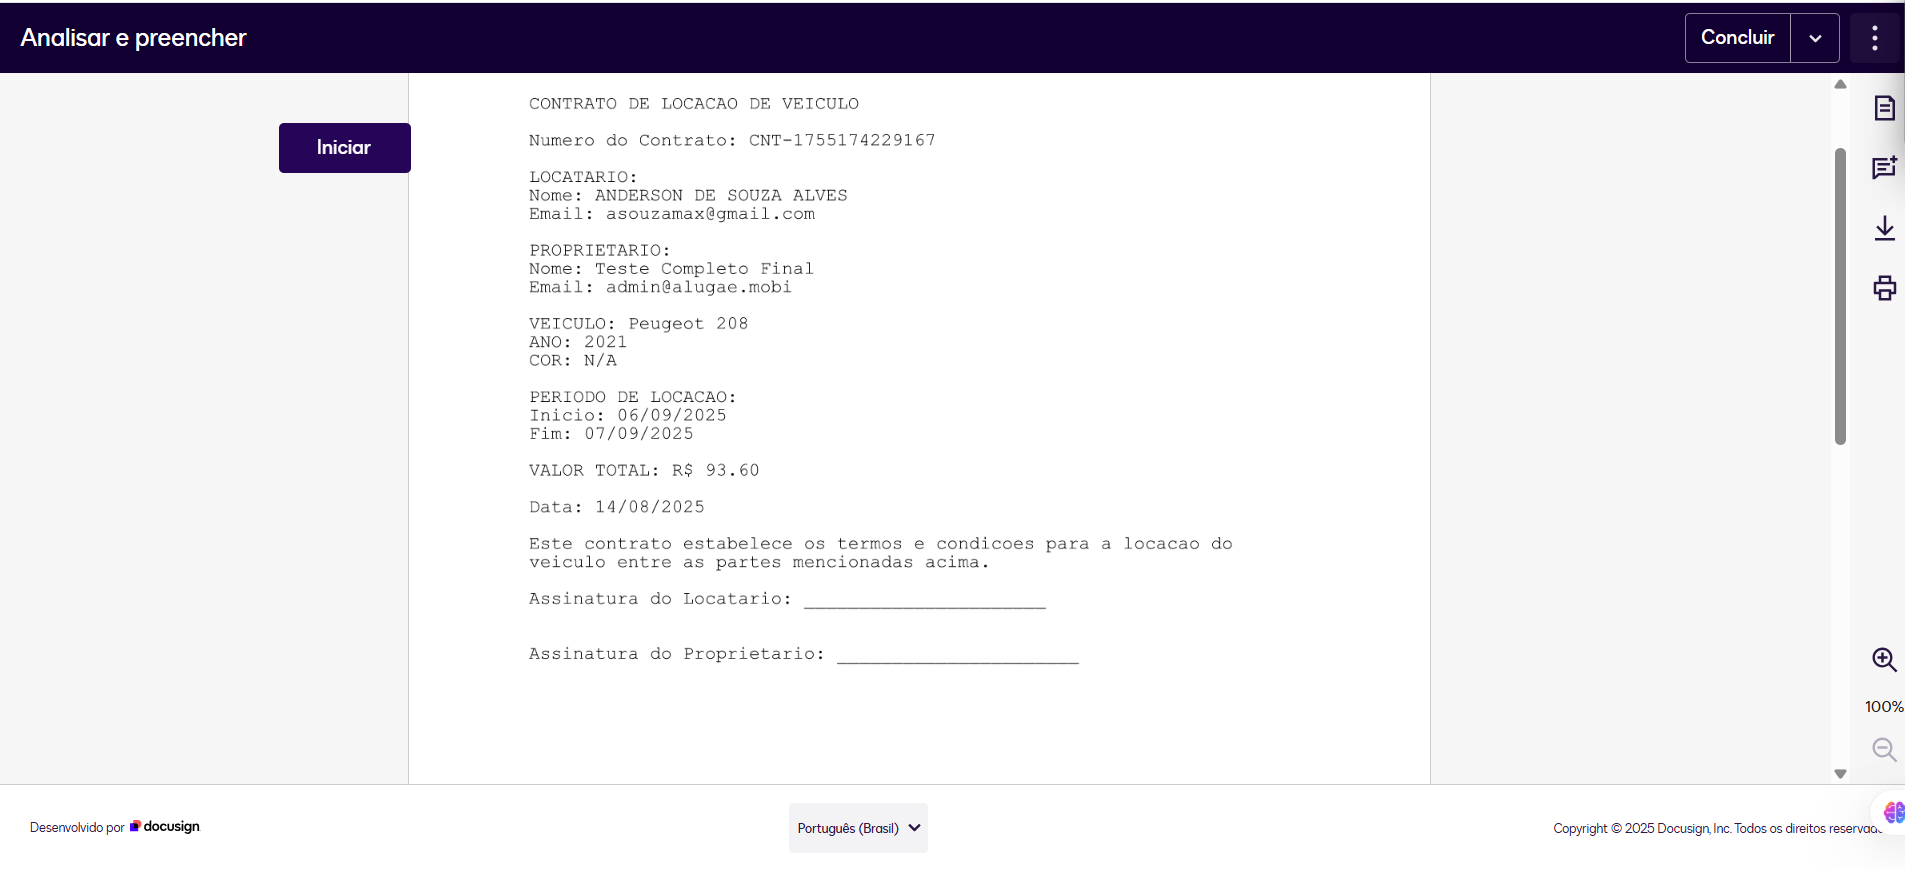 Analisar e preencher
Concluir
Iniciar
CONTRATO DE LOCACAO DE VEICULO
Numero do Contrato: CNT-1755174229167
LOCATARIO:
Nome: ANDERSON DE SOUZA ALVES
Email: asouzamax@gmail.com
PROPRIETARIO:
Nome: Teste Completo Final
Email: admin@alugae.mobi
VEICULO: Peugeot 208
ANO: 2021
COR: N/A
PERIODO DE LOCACAO:
Inicio: 06/09/2025
Fim: 07/09/2025
VALOR TOTAL: R$ 93.60
Data: 14/08/2025
Este contrato estabelece os termos e condicoes para a locacao do
veiculo entre as partes mencionadas acima.
Assinatura do Locatario: ______________________
Assinatura do Proprietario: ______________________
100%
Desenvolvido por docusign
Português (Brasil)
Copyright © 2025 Docusign, Inc. Todos os direitos